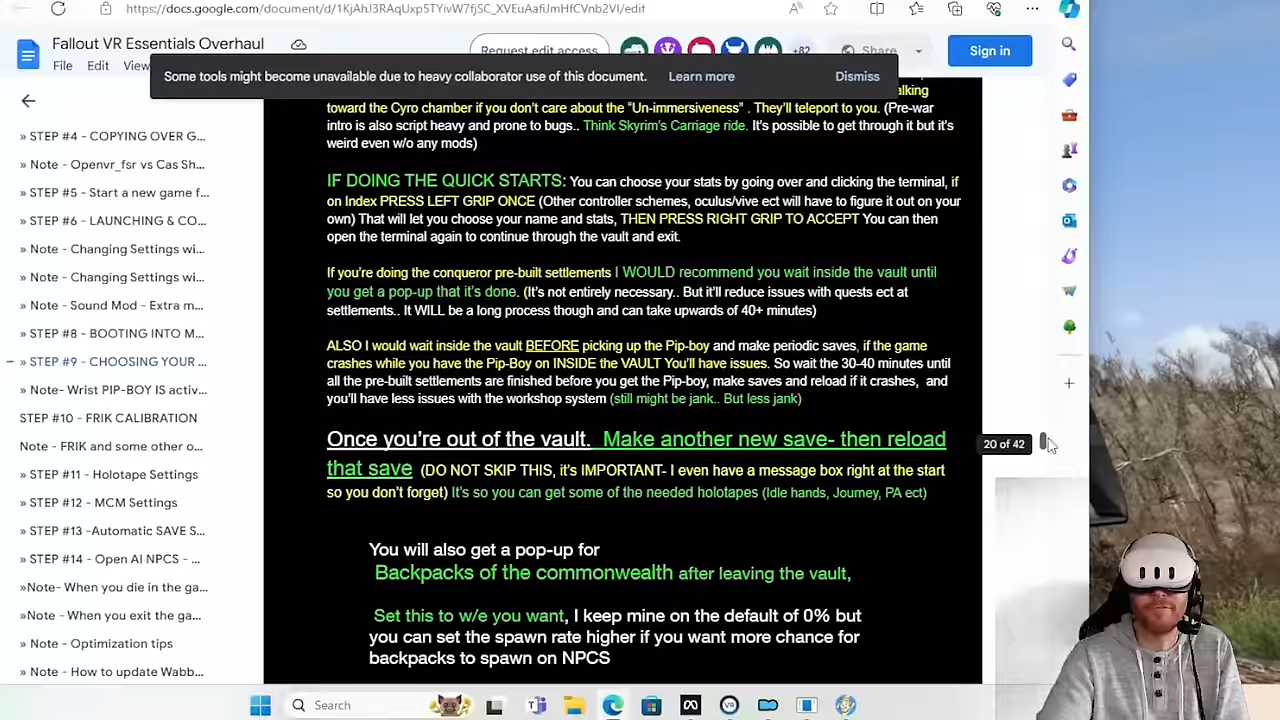 https://docs.google.com/document/d/1KjAhJ3RAqUxp5TYivW7fjSC_XVEuAafiJmHfCVnb2VI/edit
Fallout VR Essentials Overhaul
Request edit access
+82
Share
Sign in
File Edit View
Some tools might become unavailable due to heavy collaborator use of this document. Learn more Dismiss
» STEP #4 - COPYING OVER G...
» Note - Openvr_fsr vs Cas Sh...
» STEP #5 - Start a new game f...
» STEP #6 - LAUNCHING & CO...
» Note - Changing Settings wi...
» Note - Changing Settings wi...
» Note - Sound Mod - Extra m...
» STEP #8 - BOOTING INTO M...
» STEP #9 - CHOOSING YOUR ...
» Note- Wrist PIP-BOY IS activ...
STEP #10 - FRIK CALIBRATION
Note - FRIK and some other o...
» STEP #11 - Holotape Settings
» STEP #12 - MCM Settings
» STEP #13 -Automatic SAVE S...
» STEP #14 - Open AI NPCS - ...
»Note- When you die in the ga...
»Note - When you exit the ga...
» Note - Optimization tips
» Note - How to update Wabb...
alking
toward the Cyro chamber if you don't care about the "Un-immersiveness" . They'll teleport to you. (Pre-war
intro is also script heavy and prone to bugs.. Think Skyrim's Carriage ride. It's possible to get through it but it's
weird even w/o any mods)
IF DOING THE QUICK STARTS: You can choose your stats by going over and clicking the terminal, if
on Index PRESS LEFT GRIP ONCE (Other controller schemes, oculus/vive ect will have to figure it out on your
own) That will let you choose your name and stats, THEN PRESS RIGHT GRIP TO ACCEPT You can then
open the terminal again to continue through the vault and exit.
If you're doing the conqueror pre-built settlements I WOULD recommend you wait inside the vault until
you get a pop-up that it's done. (It's not entirely necessary.. But it'll reduce issues with quests ect at
settlements.. It WILL be a long process though and can take upwards of 40+ minutes)
ALSO I would wait inside the vault BEFORE picking up the Pip-boy and make periodic saves, if the game
crashes while you have the Pip-Boy on INSIDE the VAULT You'll have issues. So wait the 30-40 minutes until
all the pre-built settlements are finished before you get the Pip-boy, make saves and reload if it crashes, and
you'll have less issues with the workshop system (still might be jank.. But less jank)
Once you're out of the vault. Make another new save- then reload
that save (DO NOT SKIP THIS, it's IMPORTANT- I even have a message box right at the start
so you don't forget) It's so you can get some of the needed holotapes (Idle hands, Journey, PA ect)
20 of 42
You will also get a pop-up for
Backpacks of the commonwealth after leaving the vault,
Set this to w/e you want, I keep mine on the default of 0% but
you can set the spawn rate higher if you want more chance for
backpacks to spawn on NPCS
Search